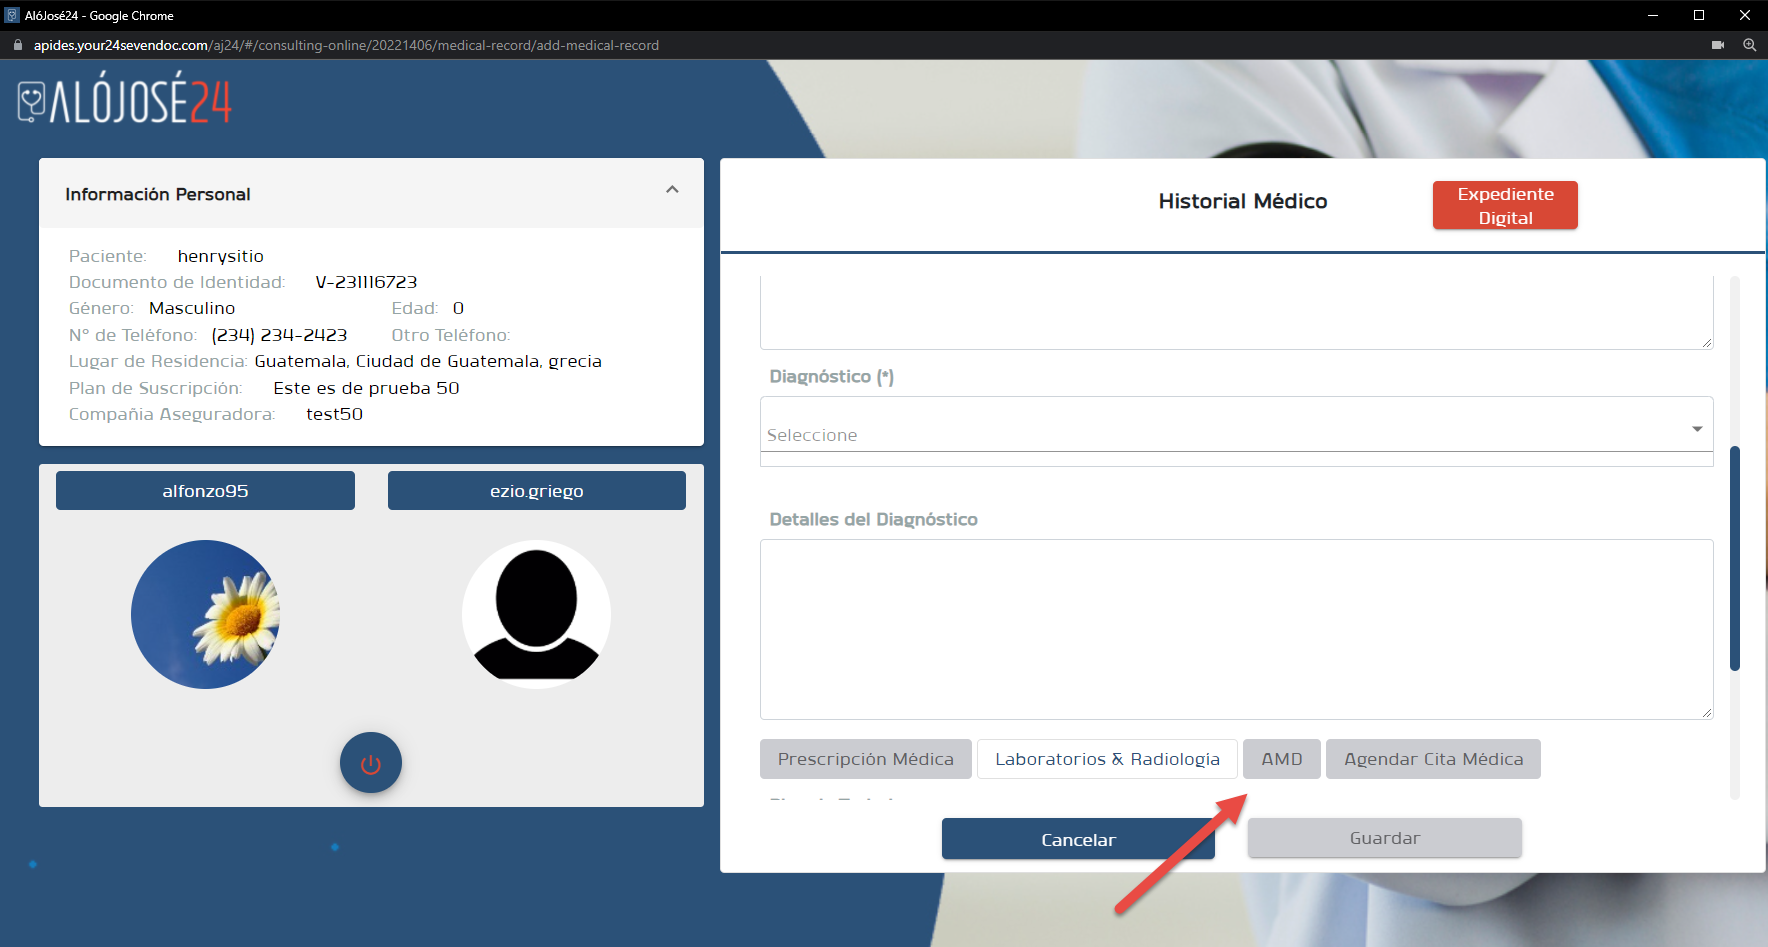 AlóJosé24 - Google Chrome
apides.your24sevendoc.com/aj24/#/consulting-online/20221406/medical-record/add-medical-record
ALÓJOSÉ24
Información Personal
Paciente: henrysitio
Documento de Identidad: V-231116723
Género: Masculino Edad: 0
N° de Teléfono: (234) 234-2423 Otro Teléfono:
Lugar de Residencia: Guatemala, Ciudad de Guatemala, grecia
Plan de Suscripción: Este es de prueba 50
Compañia Aseguradora: test50
alfonzo95
ezio.griego
Historial Médico
Expediente
Digital
Diagnóstico (*)
Seleccione
Detalles del Diagnóstico
Prescripción Médica
Laboratorios & Radiología
AMD
Agendar Cita Médica
Cancelar
Guardar